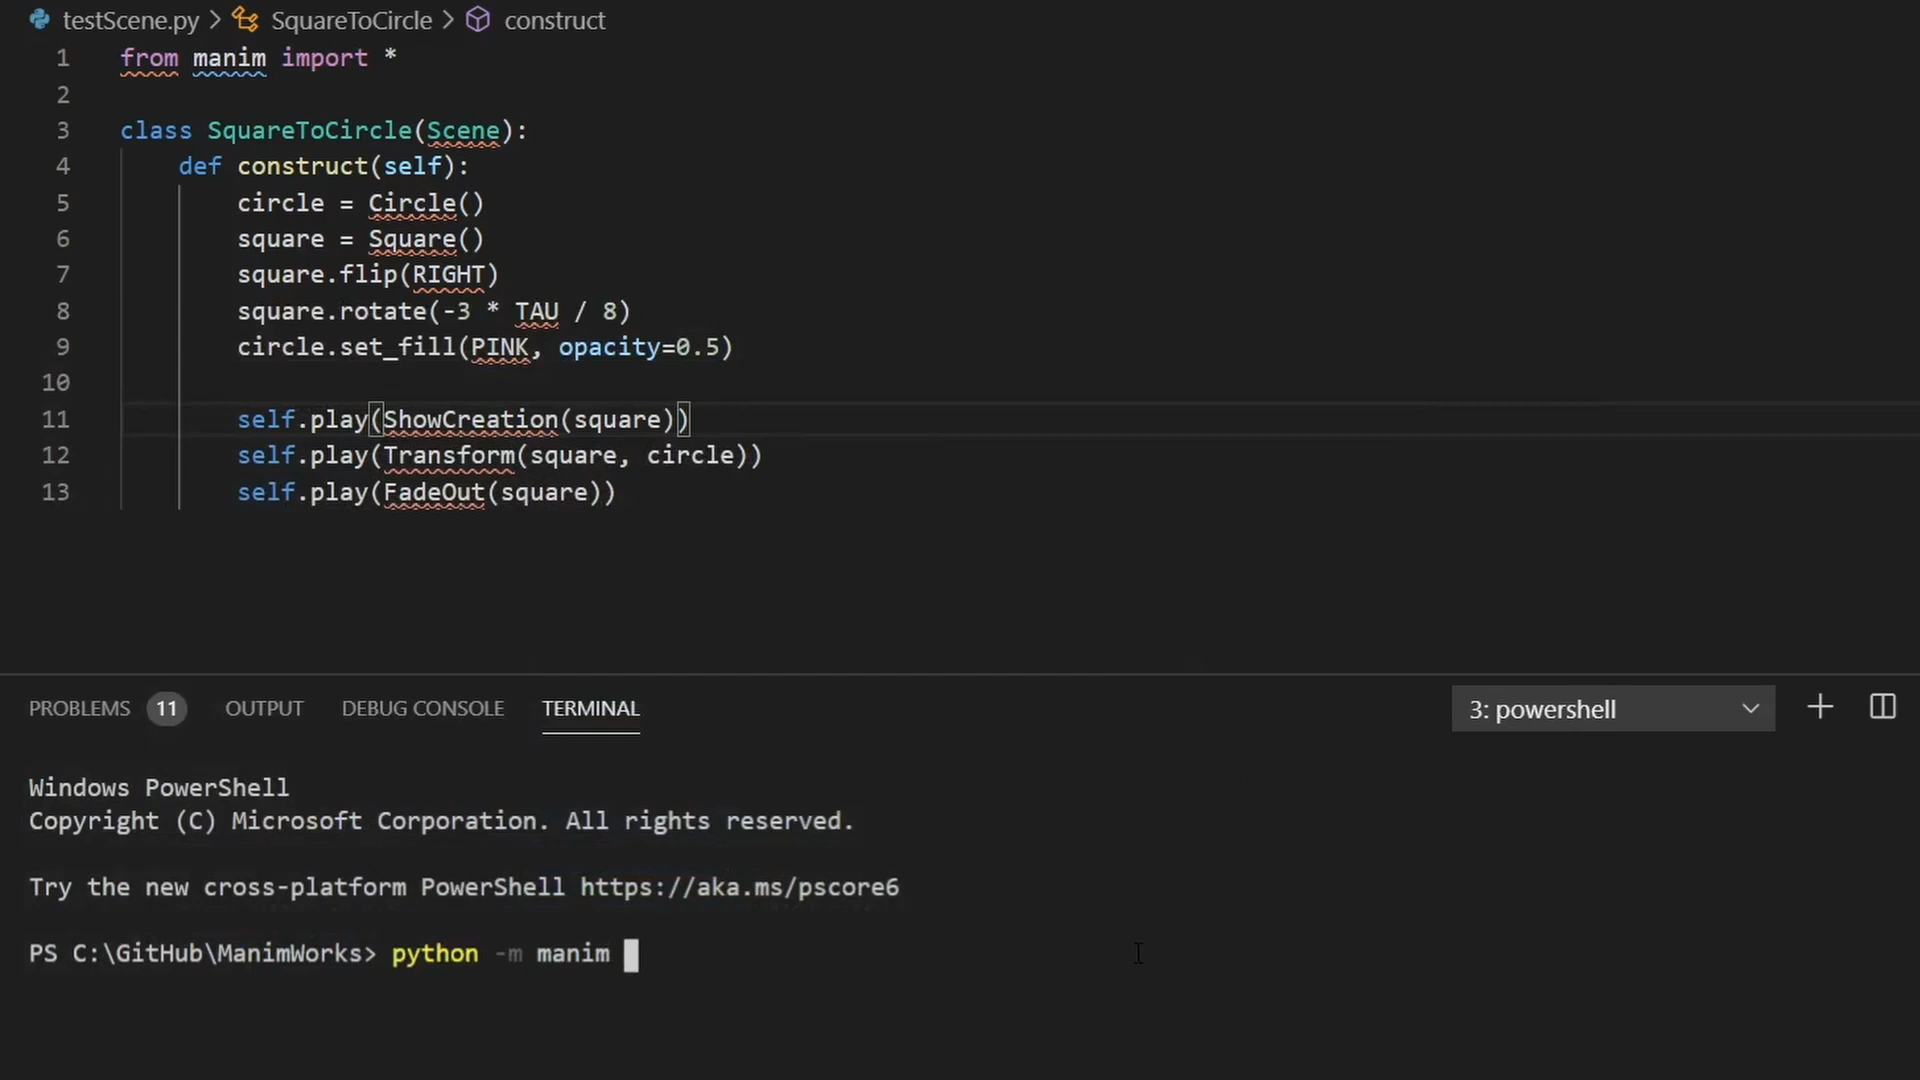 testScene.py > SquareToCircle > construct
1 from manim import *
2
3 class SquareToCircle(Scene):
4     def construct(self):
5         circle = Circle()
6         square = Square()
7         square.flip(RIGHT)
8         square.rotate(-3 * TAU / 8)
9         circle.set_fill(PINK, opacity=0.5)
10
11         self.play(ShowCreation(square))
12         self.play(Transform(square, circle))
13         self.play(FadeOut(square))
PROBLEMS 11 OUTPUT DEBUG CONSOLE TERMINAL 3: powershell
Windows PowerShell
Copyright (C) Microsoft Corporation. All rights reserved.
Try the new cross-platform PowerShell https://aka.ms/pscore6
PS C:\GitHub\ManimWorks> python -m manim